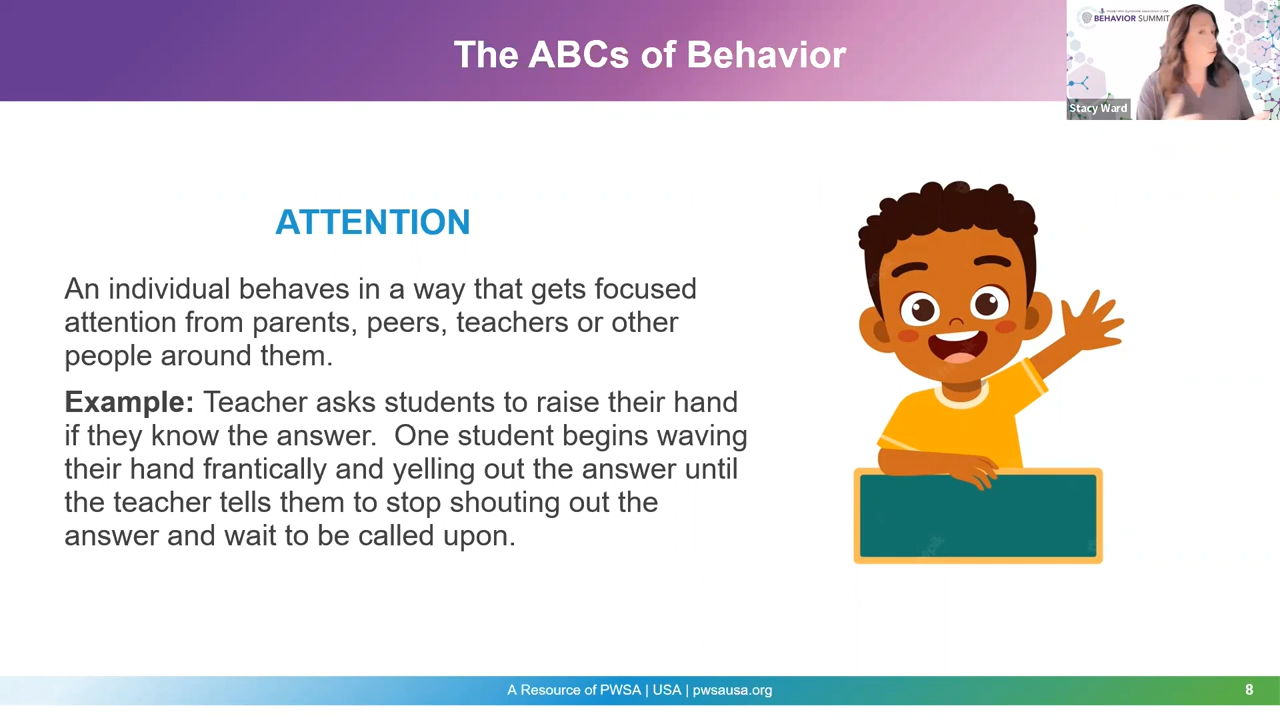 The ABCs of Behavior
BEHAVIOR SUMMIT
Stacy Ward
ATTENTION
An individual behaves in a way that gets focused
attention from parents, peers, teachers or other
people around them.
Example: Teacher asks students to raise their hand
if they know the answer.  One student begins waving
their hand frantically and yelling out the answer until
the teacher tells them to stop shouting out the
answer and wait to be called upon.
A Resource of PWSA | USA | pwsausa.org
8